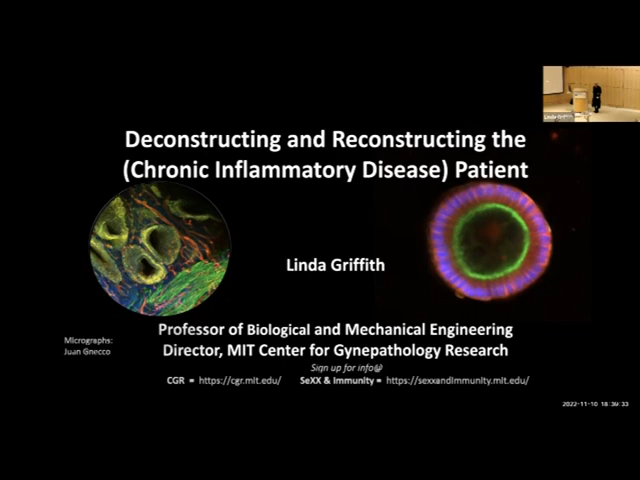 Linda Griffith
Deconstructing and Reconstructing the
(Chronic Inflammatory Disease) Patient
Linda Griffith
Professor of Biological and Mechanical Engineering
Director, MIT Center for Gynepathology Research
Micrographs:
Juan Gnecco
Sign up for info@
CGR = https://cgr.mit.edu/ SeXX & Immunity = https://sexxandimmunity.mit.edu/
2022-11-10 18:39:33